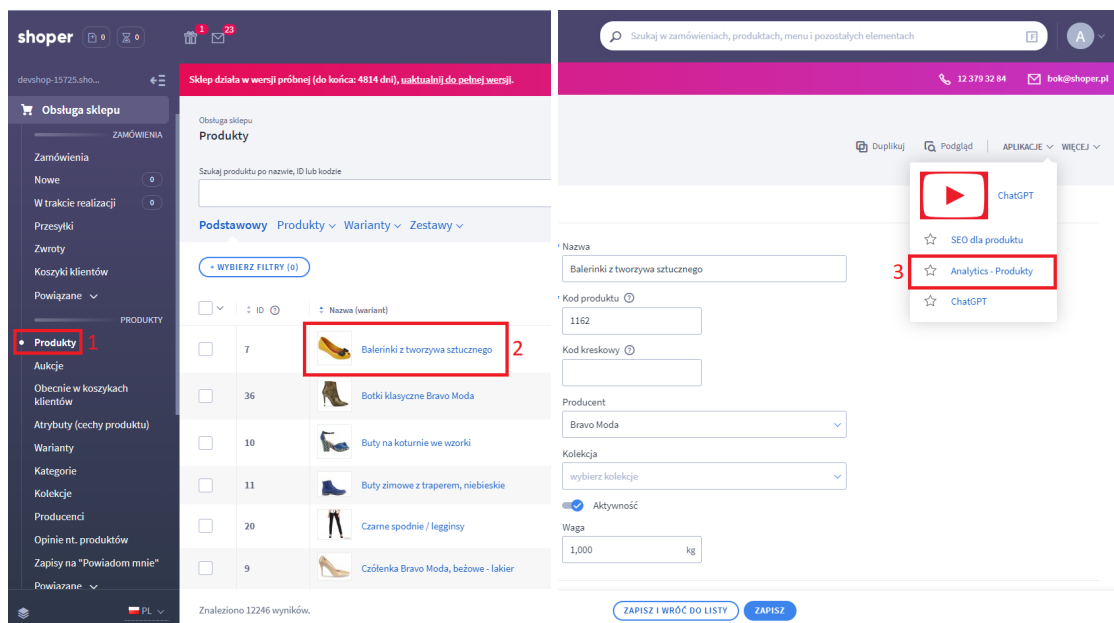 shoper
0
0
1
23
devshop-15725.sho...
Obsługa sklepu
ZAMÓWIENIA
Zamówienia
Nowe
0
W trakcie realizacji
0
Przesyłki
Zwroty
Koszyki klientów
Powiązane
PRODUKTY
Produkty
1
Aukcje
Obecnie w koszykach
klientów
Atrybuty (cechy produktu)
Warianty
Kategorie
Kolekcje
Producenci
Opinie nt. produktów
Zapisy na "Powiadom mnie"
Powiązane
PL
Sklep działa w wersji próbnej (do końca: 4814 dni), uaktualnij do pełnej wersji.
Obsługa sklepu
Produkty
Szukaj produktu po nazwie, ID lub kodzie
Podstawowy Produkty Warianty Zestawy
+ WYBIERZ FILTRY (0)
ID
Nazwa (wariant)
7
Balerinki z tworzywa sztucznego
2
36
Botki klasyczne Bravo Moda
10
Buty na koturnie we wzorki
11
Buty zimowe z traperem, niebieskie
20
Czarne spodnie / legginsy
9
Czółenka Bravo Moda, beżowe - lakier
Znaleziono 12246 wyników.
Szukaj w zamówieniach, produktach, menu i pozostałych elementach
F
A
12 379 32 84
bok@shoper.pl
Duplikuj
Podgląd
APLIKACJE
WIĘCEJ
ChatGPT
SEO dla produktu
3
Analytics - Produkty
ChatGPT
Nazwa
Balerinki z tworzywa sztucznego
Kod produktu
1162
Kod kreskowy
Producent
Bravo Moda
Kolekcja
wybierz kolekcje
Aktywność
Waga
1,000
kg
ZAPISZ I WRÓĆ DO LISTY
ZAPISZ